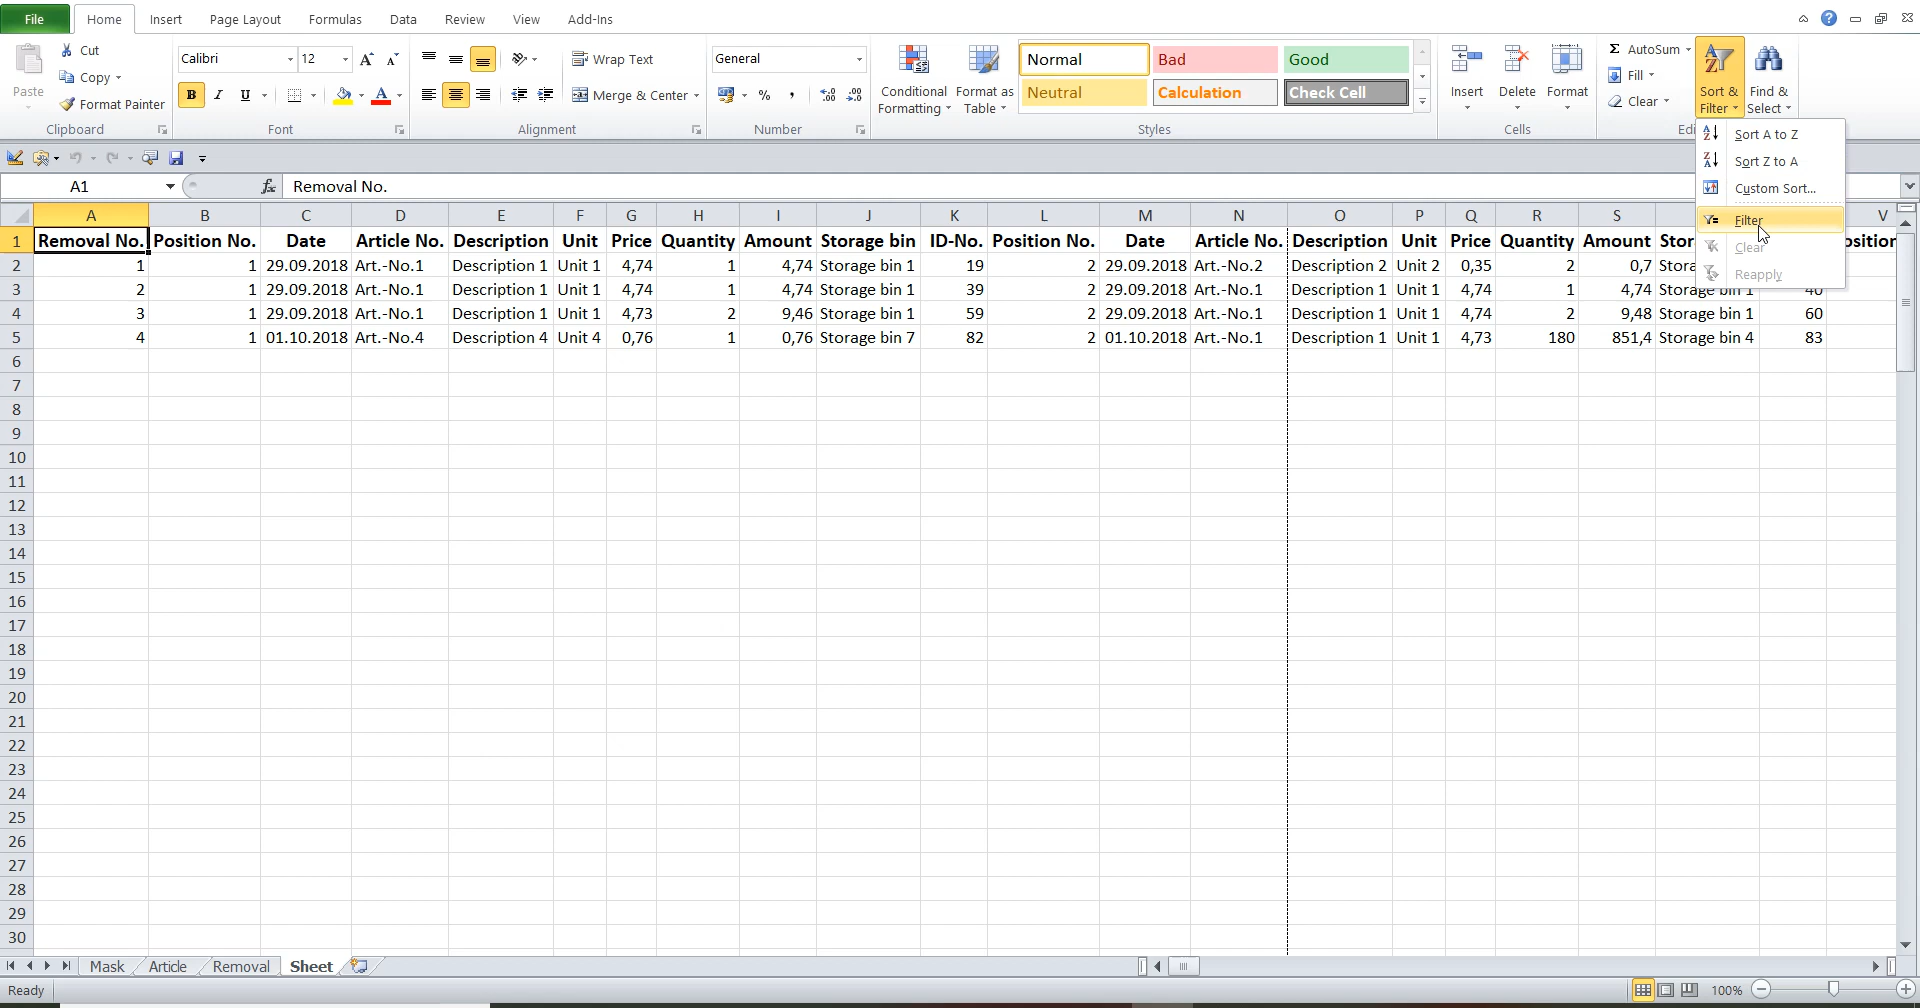 File Home Insert Page Layout Formulas Data Review View Add-Ins
Paste
Cut
Copy
Format Painter
Clipboard
Calibri 12
B I U
Font
Wrap Text
Merge & Center
Alignment
General
Number
Conditional Formatting
Format as Table
Normal Bad Good
Neutral Calculation Check Cell
Styles
Insert Delete Format
Cells
Σ AutoSum
Fill
Clear
Sort & Filter
Find & Select
Edi
Sort A to Z
Sort Z to A
Custom Sort...
Filter
Clear
Reapply
A1 fx Removal No.
A B C D E F G H I J K L M N O P Q R S V
1 Removal No. Position No. Date Article No. Description Unit Price Quantity Amount Storage bin ID-No. Position No. Date Article No. Description Unit Price Quantity Amount Stor osition
2 1 1 29.09.2018 Art.-No.1 Description 1 Unit 1 4,74 1 4,74 Storage bin 1 19 2 29.09.2018 Art.-No.2 Description 2 Unit 2 0,35 2 0,7 Stora
3 2 1 29.09.2018 Art.-No.1 Description 1 Unit 1 4,74 1 4,74 Storage bin 1 39 2 29.09.2018 Art.-No.1 Description 1 Unit 1 4,74 1 4,74 Storage bin 1 40
4 3 1 29.09.2018 Art.-No.1 Description 1 Unit 1 4,73 2 9,46 Storage bin 1 59 2 29.09.2018 Art.-No.1 Description 1 Unit 1 4,74 2 9,48 Storage bin 1 60
5 4 1 01.10.2018 Art.-No.4 Description 4 Unit 4 0,76 1 0,76 Storage bin 7 82 2 01.10.2018 Art.-No.1 Description 1 Unit 1 4,73 180 851,4 Storage bin 4 83
6
7
8
9
10
11
12
13
14
15
16
17
18
19
20
21
22
23
24
25
26
27
28
29
30
Mask Article Removal Sheet
Ready 100%